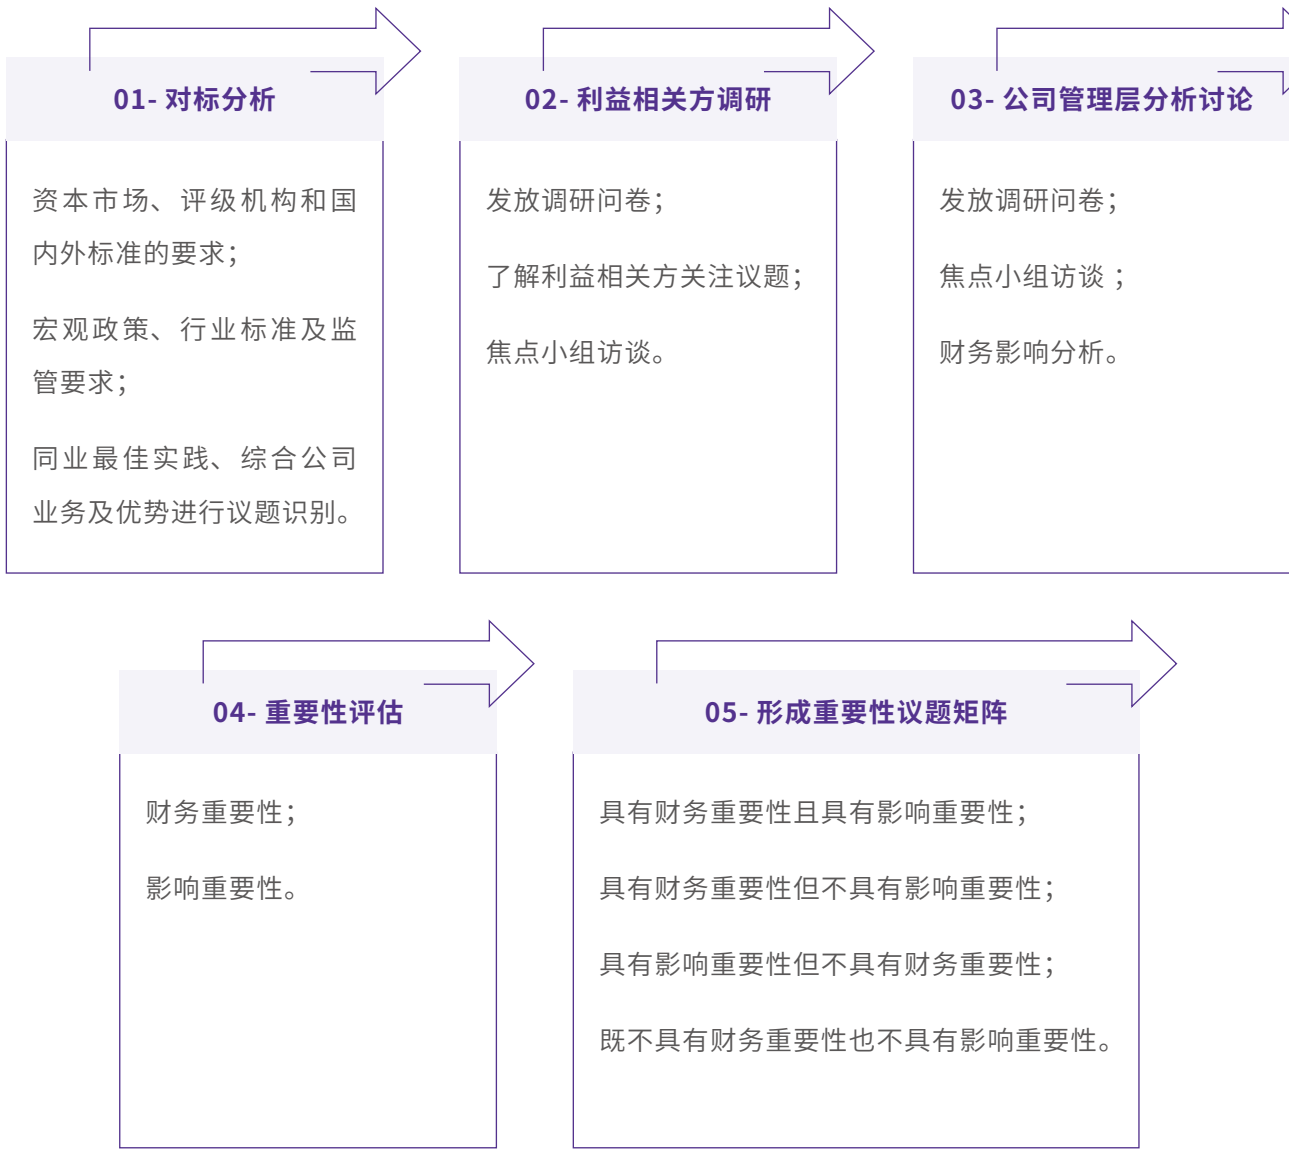 01- 对标分析
资本市场、评级机构和国
内外标准的要求；
宏观政策、行业标准及监
管要求；
同业最佳实践、综合公司
业务及优势进行议题识别。
02- 利益相关方调研
发放调研问卷；
了解利益相关方关注议题；
焦点小组访谈。
03- 公司管理层分析讨论
发放调研问卷；
焦点小组访谈 ；
财务影响分析。
04- 重要性评估
财务重要性；
影响重要性。
05- 形成重要性议题矩阵
具有财务重要性且具有影响重要性；
具有财务重要性但不具有影响重要性；
具有影响重要性但不具有财务重要性；
既不具有财务重要性也不具有影响重要性。